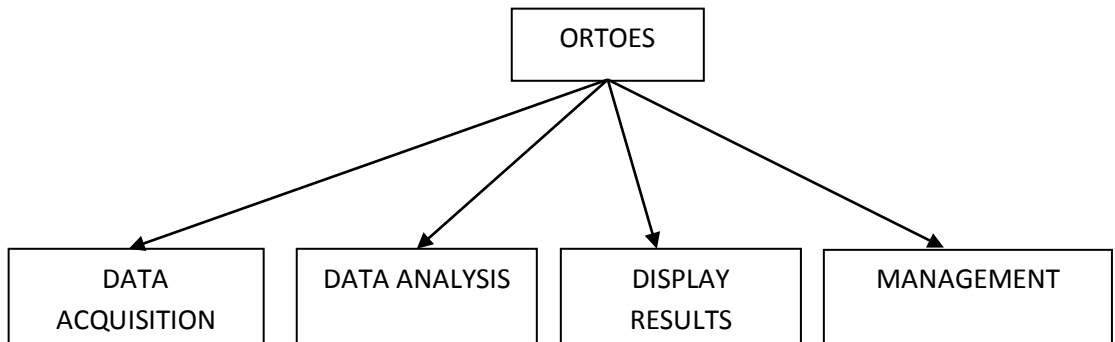 ORTOES
DATA
ACQUISITION
DATA ANALYSIS
DISPLAY
RESULTS
MANAGEMENT